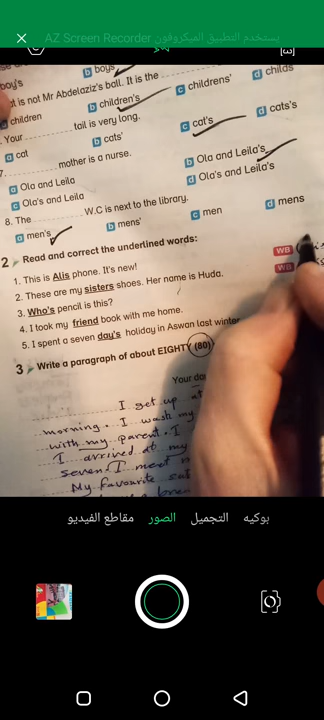 يستخدم التطبيق الميكروفون AZ Screen Recorder
boy's
b boys'
It is not Mr Abdelaziz's ball. It is the
children
b children's
c childrens'
d childs
Your
tail is very long.
a cat
b cats'
c cat's
d cats's
7.
mother is a nurse.
a Ola and Leila
b Ola and Leila's
c Ola's and Leila
d Ola's and Leila's
8. The
W.C is next to the library.
a men's
b mens'
c men
d mens
2 Read and correct the underlined words:
1. This is Alis phone. It's new!
WB
2. These are my sisters shoes. Her name is Huda.
WB
3. Who's pencil is this?
4. I took my friend book with me home.
5. I spent a seven day's holiday in Aswan last winter
3 Write a paragraph of about EIGHTY (80)
Your
I get up at
morning. I wash my
with my parent. I
I arrived at my
seven. I meet
My favourite
بوكيه
التجميل
الصور
مقاطع الفيديو